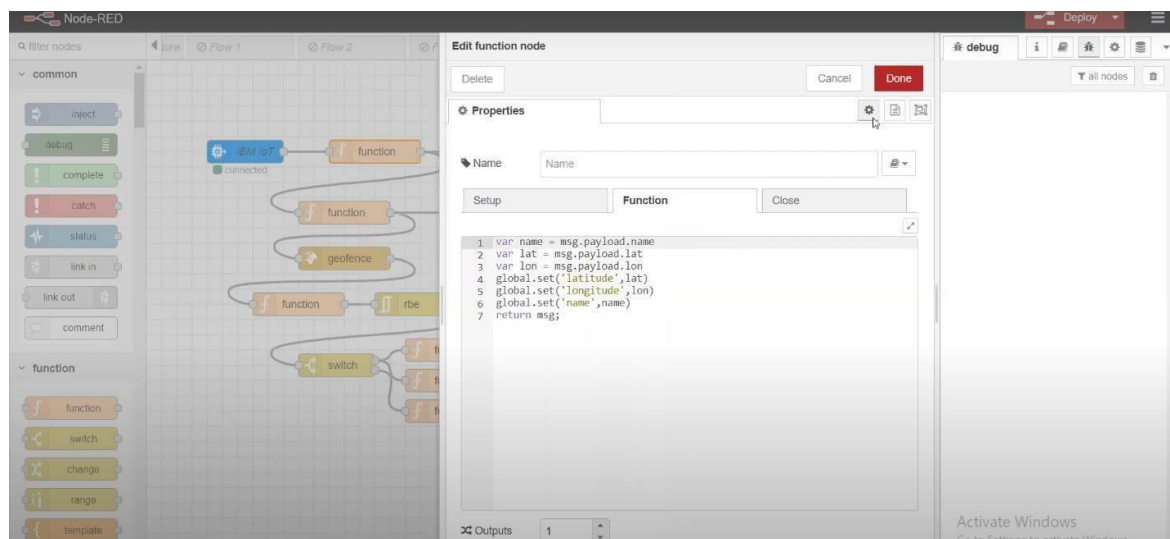 Node-RED
Deploy
filter nodes
Flow 1
Flow 2
Edit function node
debug
all nodes
common
Delete
Cancel
Done
Properties
inject
debug
IBM IoT
function
connected
Name
Name
complete
catch
Setup
Function
Close
status
function
link in
geofence
link out
function
rbe
comment
switch
function
function
switch
change
range
template
1 var name = msg.payload.name
2 var lat = msg.payload.lat
3 var lon = msg.payload.lon
4 global.set('latitude',lat)
5 global.set('longitude',lon)
6 global.set('name',name)
7 return msg;
Outputs
1
Activate Windows